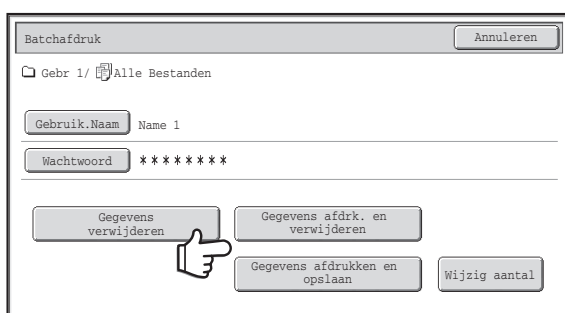 Batchafdruk
Annuleren
Gebr 1/ Alle Bestanden
Gebruik.Naam
Name 1
Wachtwoord
********
Gegevens
verwijderen
Gegevens afdrk. en
verwijderen
Gegevens afdrukken en
opslaan
Wijzig aantal